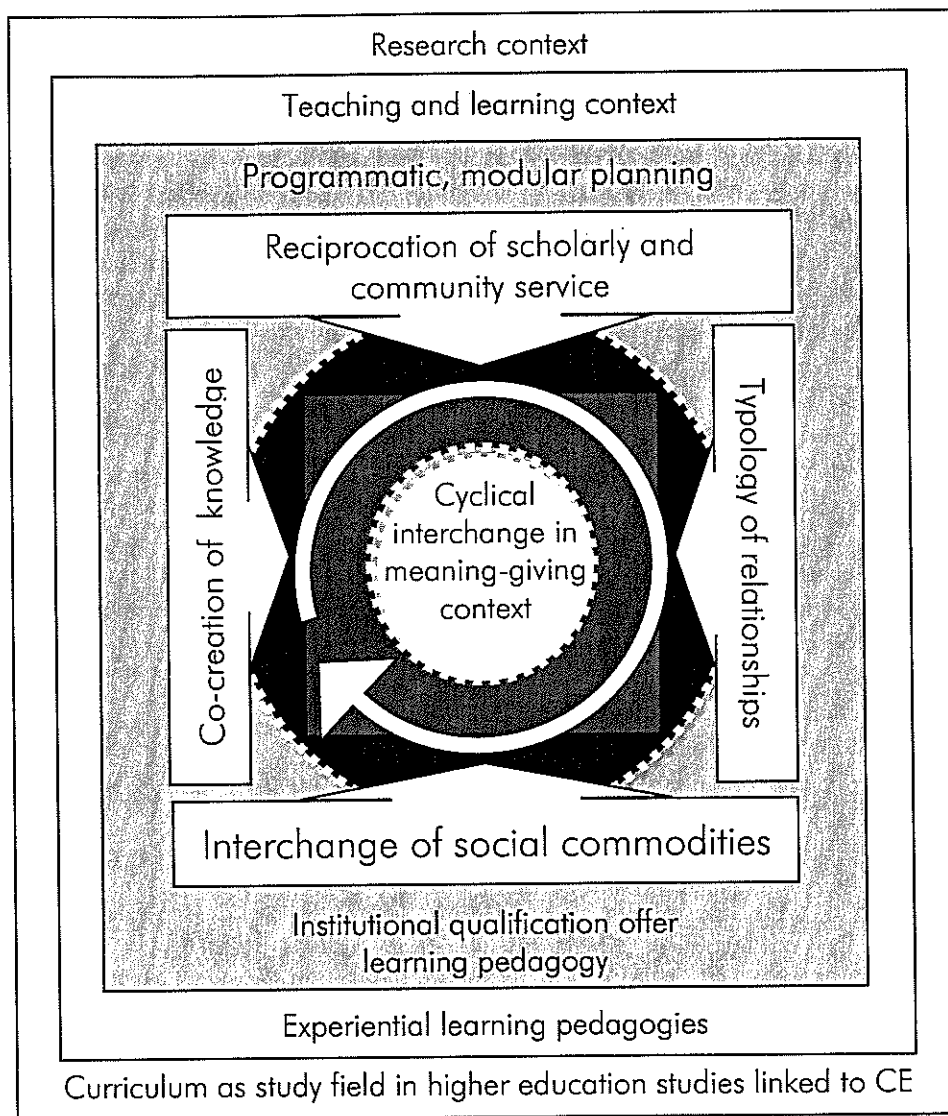 Research context
Teaching and learning context
Programmatic, modular planning
Reciprocation of scholarly and
community service
Co-creation of knowledge
Cyclical
interchange in
meaning-giving
context
Typology of relationships
Interchange of social commodities
Institutional qualification offer
learning pedagogy
Experiential learning pedagogies
Curriculum as study field in higher education studies linked to CE